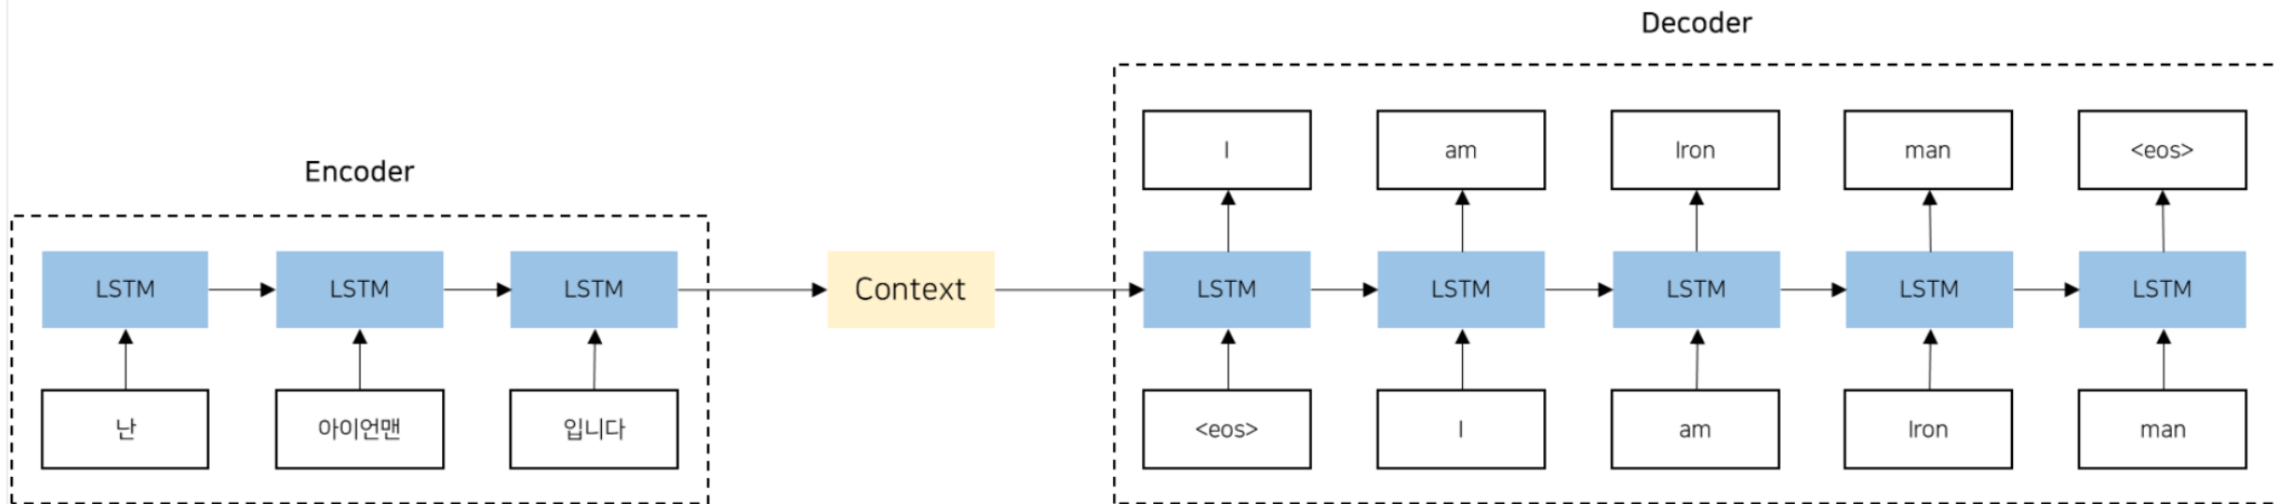 Decoder
I am Iron man <eos>
Encoder
LSTM LSTM LSTM Context LSTM LSTM LSTM LSTM LSTM
난 아이언맨 입니다 <eos> I am Iron man